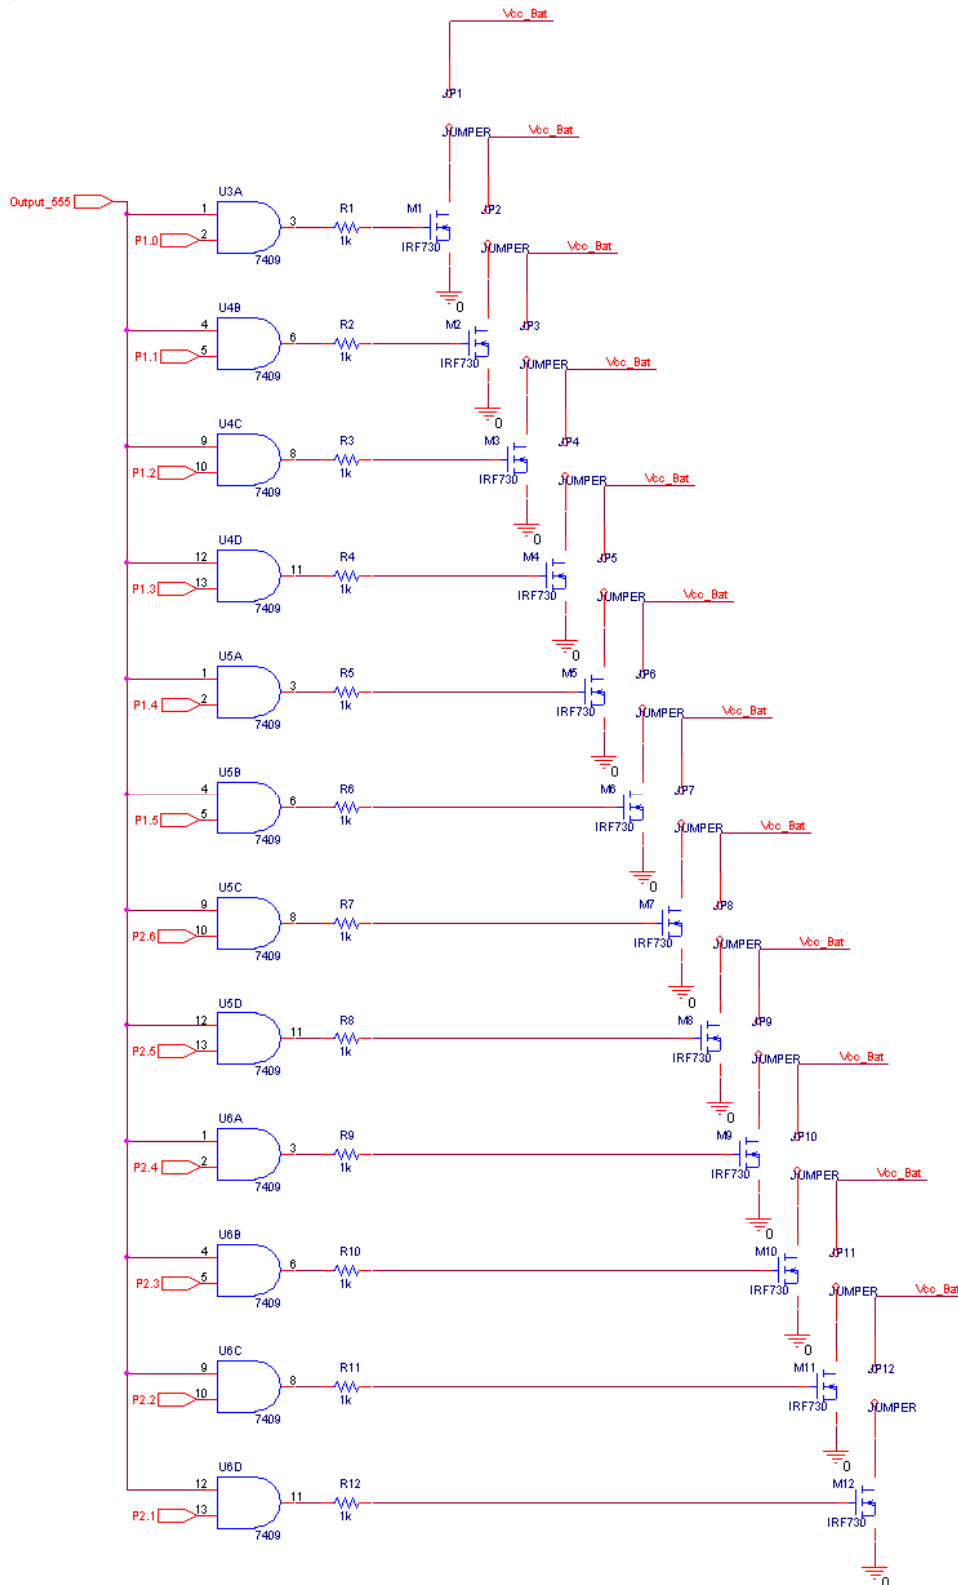 Vcc_Bat
JP1
JUMPER
Vcc_Bat
Output_555
U3A
1
P1.0
2
3
7409
R1
1k
M1
IRF730
0
JP2
JUMPER
Vcc_Bat
U4B
4
P1.1
5
6
7409
R2
1k
M2
IRF730
0
JP3
JUMPER
Vcc_Bat
U4C
9
P1.2
10
8
7409
R3
1k
M3
IRF730
0
JP4
JUMPER
Vcc_Bat
U4D
12
P1.3
13
11
7409
R4
1k
M4
IRF730
0
JP5
JUMPER
Vcc_Bat
U5A
1
P1.4
2
3
7409
R5
1k
M5
IRF730
0
JP6
JUMPER
Vcc_Bat
U5B
4
P1.5
5
6
7409
R6
1k
M6
IRF730
0
JP7
JUMPER
Vcc_Bat
U5C
9
P2.6
10
8
7409
R7
1k
M7
IRF730
0
JP8
JUMPER
Vcc_Bat
U5D
12
P2.5
13
11
7409
R8
1k
M8
IRF730
0
JP9
JUMPER
Vcc_Bat
U6A
1
P2.4
2
3
7409
R9
1k
M9
IRF730
0
JP10
JUMPER
Vcc_Bat
U6B
4
P2.3
5
6
7409
R10
1k
M10
IRF730
0
JP11
JUMPER
Vcc_Bat
U6C
9
P2.2
10
8
7409
R11
1k
M11
IRF730
0
JP12
JUMPER
U6D
12
P2.1
13
11
7409
R12
1k
M12
IRF730
0